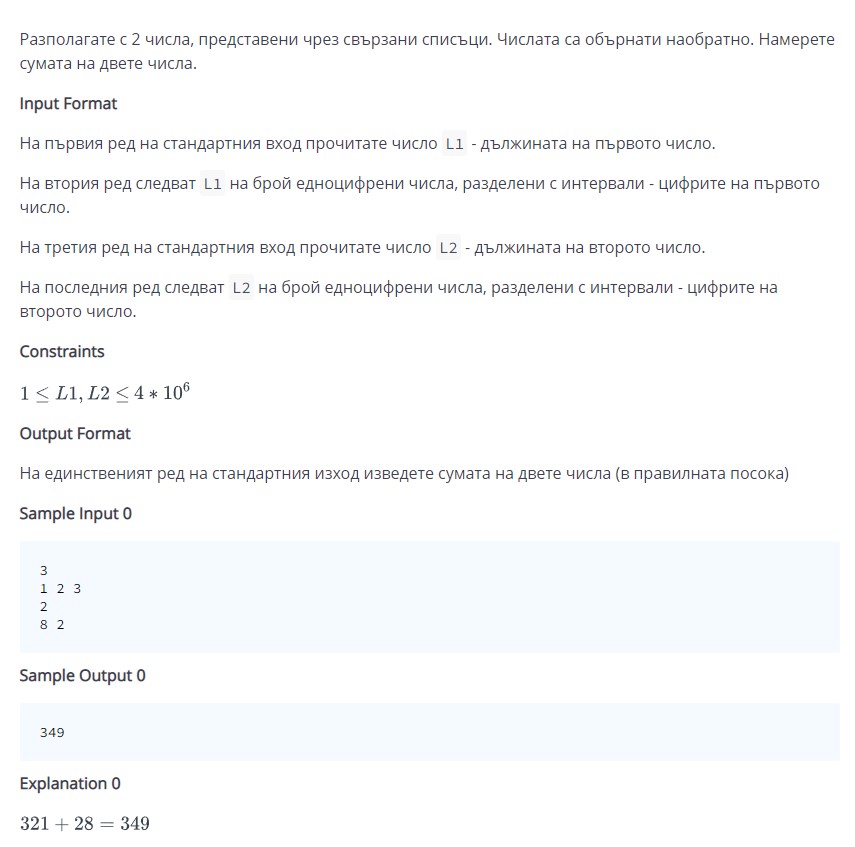 Разполагате с 2 числа, представени чрез свързани списъци. Числата са обърнати наобратно. Намерете
сумата на двете числа.
Input Format
На първия ред на стандартния вход прочитате число L1 - дължината на първото число.
На втория ред следват L1 на брой едноцифрени числа, разделени с интервали - цифрите на първото
число.
На третия ред на стандартния вход прочитате число L2 - дължината на второто число.
На последния ред следват L2 на брой едноцифрени числа, разделени с интервали - цифрите на
второто число.
Constraints
1 ≤ L1, L2 ≤ 4 ∗ 10⁶
Output Format
На единственият ред на стандартния изход изведете сумата на двете числа (в правилната посока)
Sample Input 0
3
1 2 3
2
8 2
Sample Output 0
349
Explanation 0
321 + 28 = 349